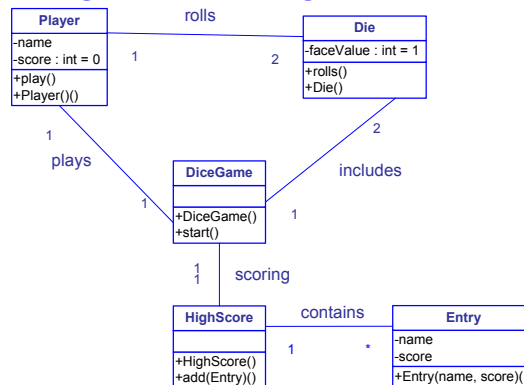 rolls
Player
-name
-score : int = 0
+play()
+Player()()
1
2
Die
-faceValue : int = 1
+rolls()
+Die()
1
plays
1
2
includes
1
DiceGame
+DiceGame()
+start()
1
1
scoring
HighScore
+HighScore()
+add(Entry)()
contains
1
*
Entry
-name
-score
+Entry(name, score)(